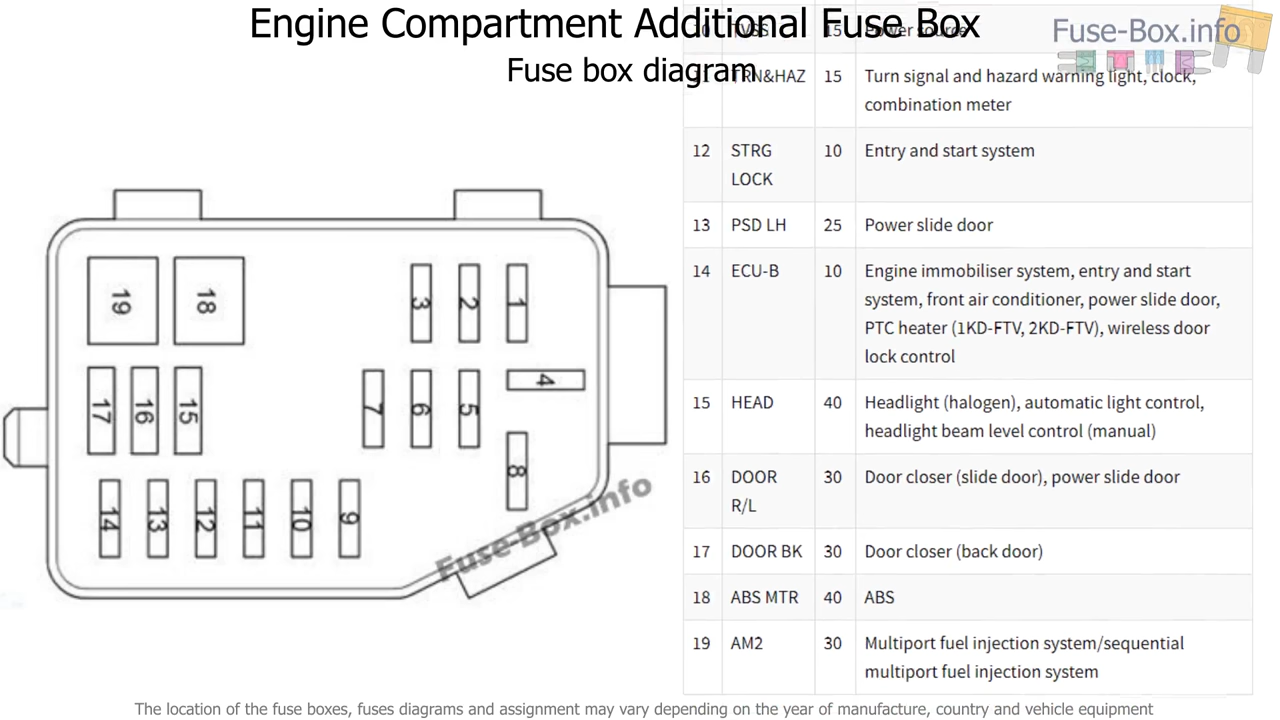 Engine Compartment Additional Fuse Box
Fuse box diagram
Fuse-Box.info
10 TVSS 15 Power source
11 TRN&HAZ 15 Turn signal and hazard warning light, clock,
combination meter
12 STRG 10 Entry and start system
LOCK
13 PSD LH 25 Power slide door
14 ECU-B 10 Engine immobiliser system, entry and start
system, front air conditioner, power slide door,
PTC heater (1KD-FTV, 2KD-FTV), wireless door
lock control
15 HEAD 40 Headlight (halogen), automatic light control,
headlight beam level control (manual)
16 DOOR 30 Door closer (slide door), power slide door
R/L
17 DOOR BK 30 Door closer (back door)
18 ABS MTR 40 ABS
19 AM2 30 Multiport fuel injection system/sequential
multiport fuel injection system
19 18 3 2 1
4
17 16 15 7 6 5
8
14 13 12 11 10 9
Fuse-Box.info
The location of the fuse boxes, fuses diagrams and assignment may vary depending on the year of manufacture, country and vehicle equipment